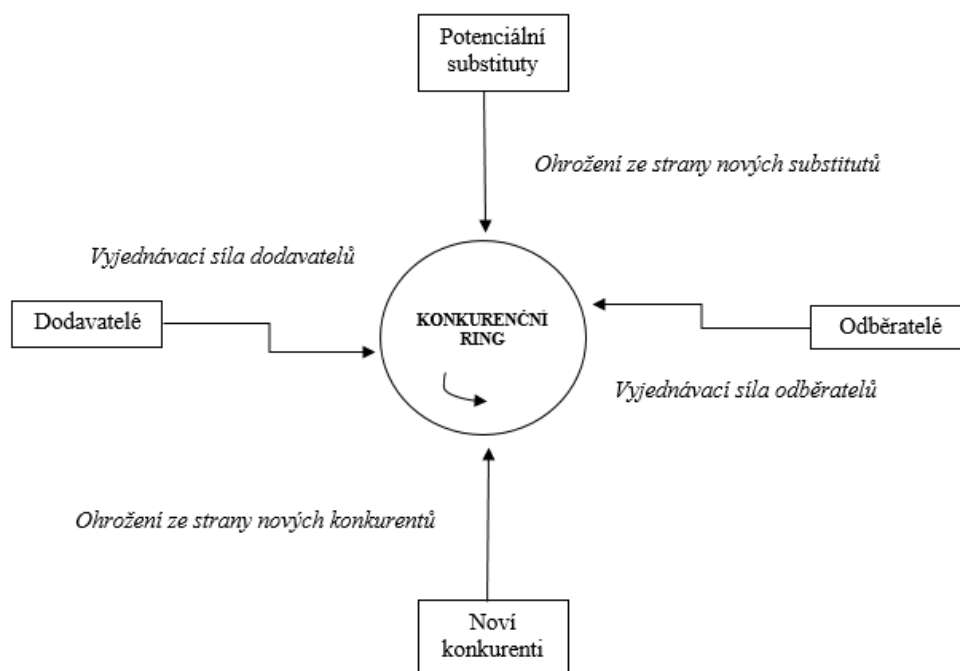 Potenciální
substituty
Ohrožení ze strany nových substitutů
Vyjednávací síla dodavatelů
Dodavatelé
KONKURENČNÍ
RING
Odběratelé
Vyjednávací síla odběratelů
Ohrožení ze strany nových konkurentů
Noví
konkurenti